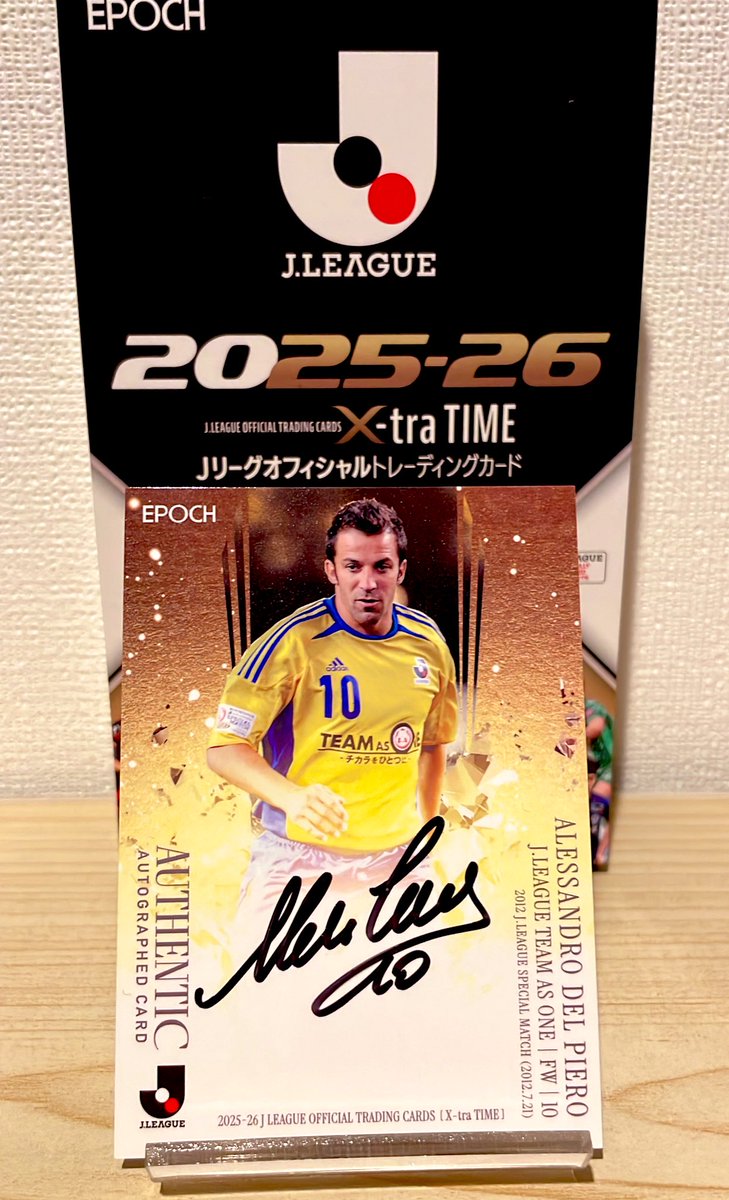 EPOCH
J.LEAGUE
2025-26
J.LEAGUE OFFICIAL TRADING CARDS X-tra TIME
Jリーグオフィシャルトレーディングカード
EPOCH
adidas
10
TEAM AS ONE
-チカラをひとつに-
AUTHENTIC
AUTOGRAPHED CARD
ALESSANDRO DEL PIERO
J.LEAGUE TEAM AS ONE | FW | 10
2012 J.LEAGUE SPECIAL MATCH (2012.7.21)
10
J.LEAGUE
2025-26 J.LEAGUE OFFICIAL TRADING CARDS [X-tra TIME]